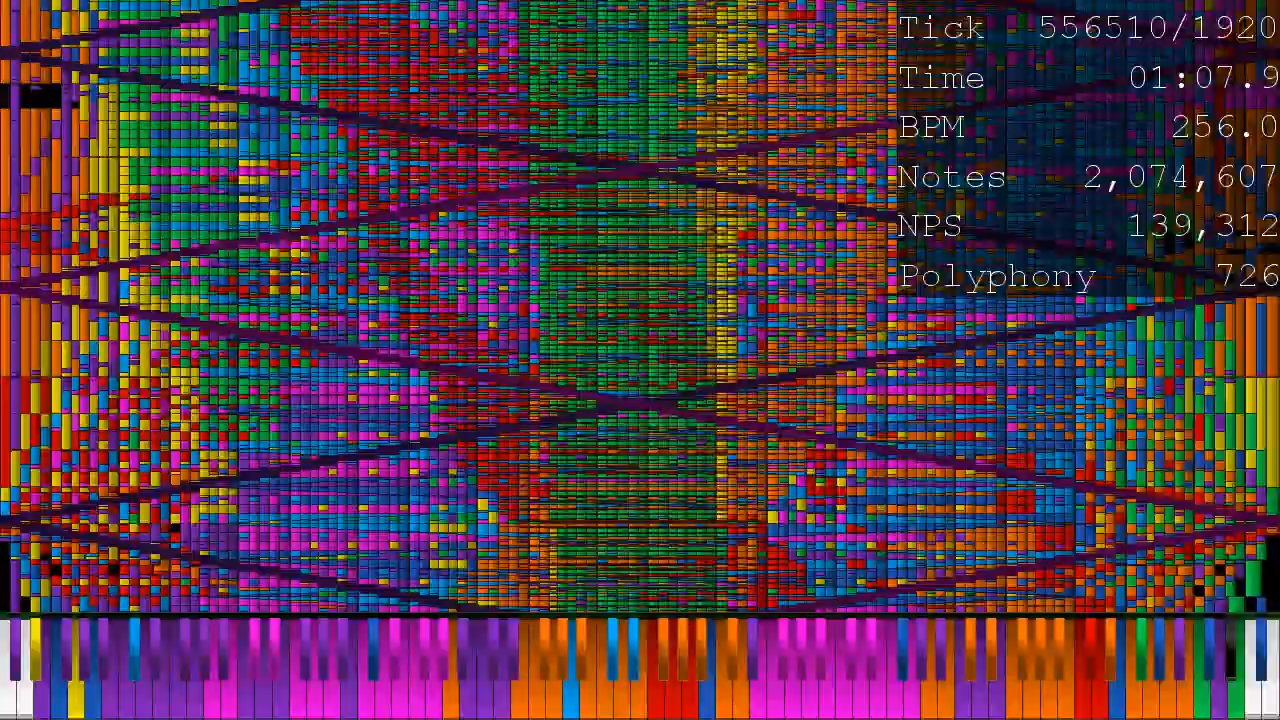 Tick 556510/1920
Time 01:07.9
BPM 256.0
Notes 2,074,607
NPS 139,312
Polyphony 726